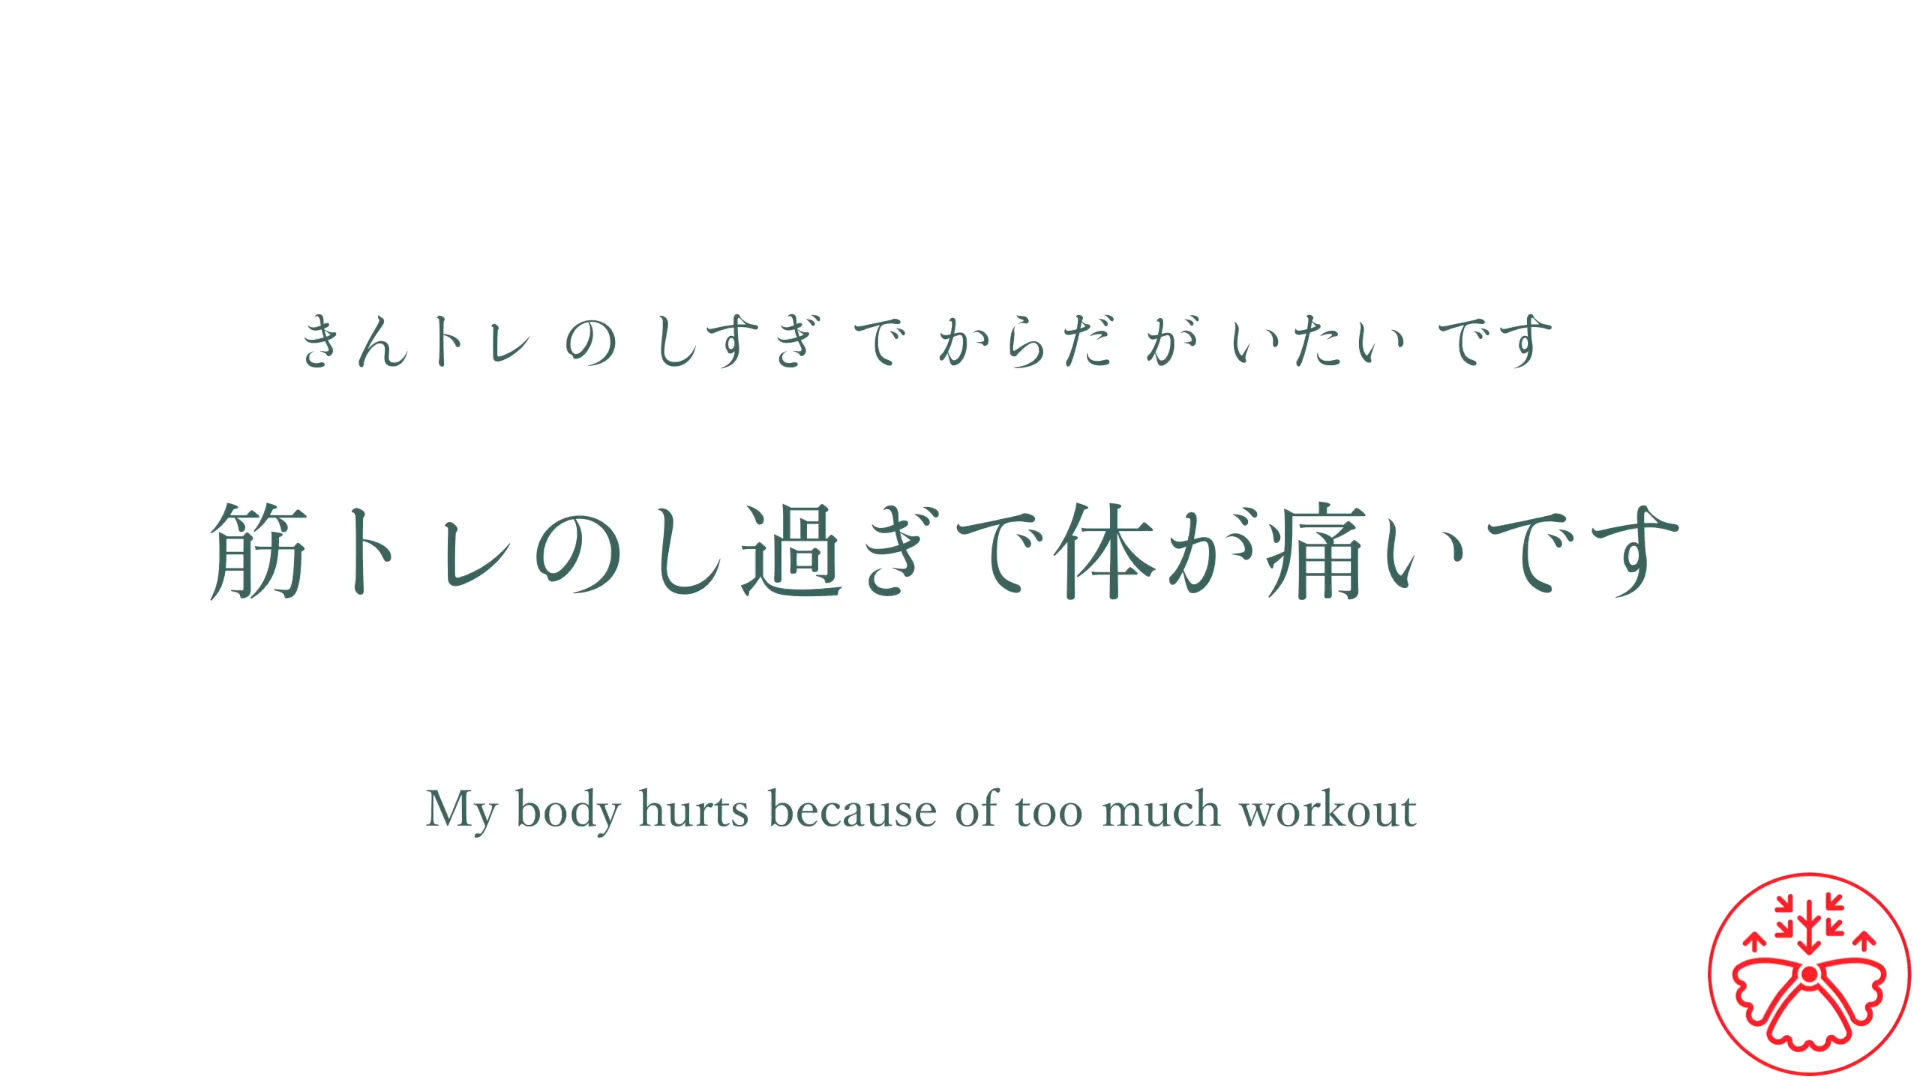 きんトレ の しすぎ で からだ が いたい です
筋トレのし過ぎで体が痛いです
My body hurts because of too much workout